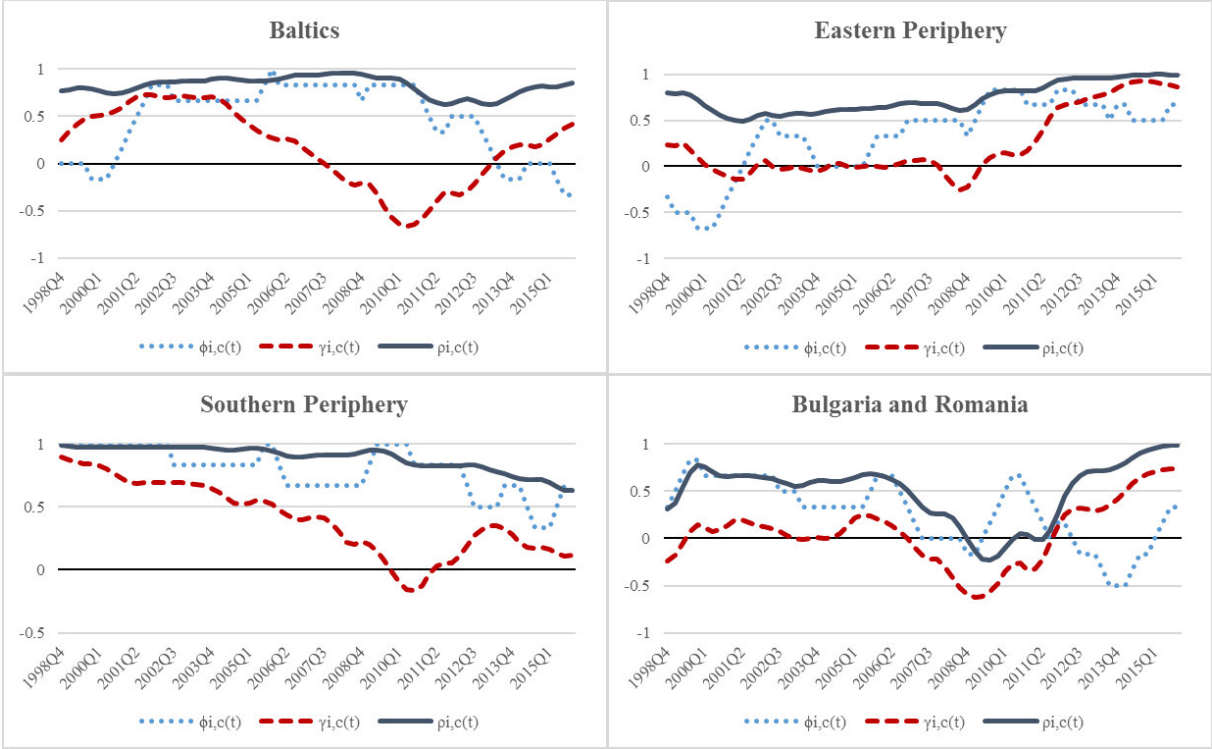 Baltics
1
0.5
0
-0.5
-1
1998Q4 2000Q1 2001Q2 2002Q3 2003Q4 2005Q1 2006Q2 2007Q3 2008Q4 2010Q1 2011Q2 2012Q3 2013Q4 2015Q1
ϕi,c(t) γi,c(t) ρi,c(t)
Eastern Periphery
1
0.5
0
-0.5
-1
1998Q4 2000Q1 2001Q2 2002Q3 2003Q4 2005Q1 2006Q2 2007Q3 2008Q4 2010Q1 2011Q2 2012Q3 2013Q4 2015Q1
ϕi,c(t) γi,c(t) ρi,c(t)
Southern Periphery
1
0.5
0
-0.5
1998Q4 2000Q1 2001Q2 2002Q3 2003Q4 2005Q1 2006Q2 2007Q3 2008Q4 2010Q1 2011Q2 2012Q3 2013Q4 2015Q1
ϕi,c(t) γi,c(t) ρi,c(t)
Bulgaria and Romania
1
0.5
0
-0.5
-1
1998Q4 2000Q1 2001Q2 2002Q3 2003Q4 2005Q1 2006Q2 2007Q3 2008Q4 2010Q1 2011Q2 2012Q3 2013Q4 2015Q1
ϕi,c(t) γi,c(t) ρi,c(t)